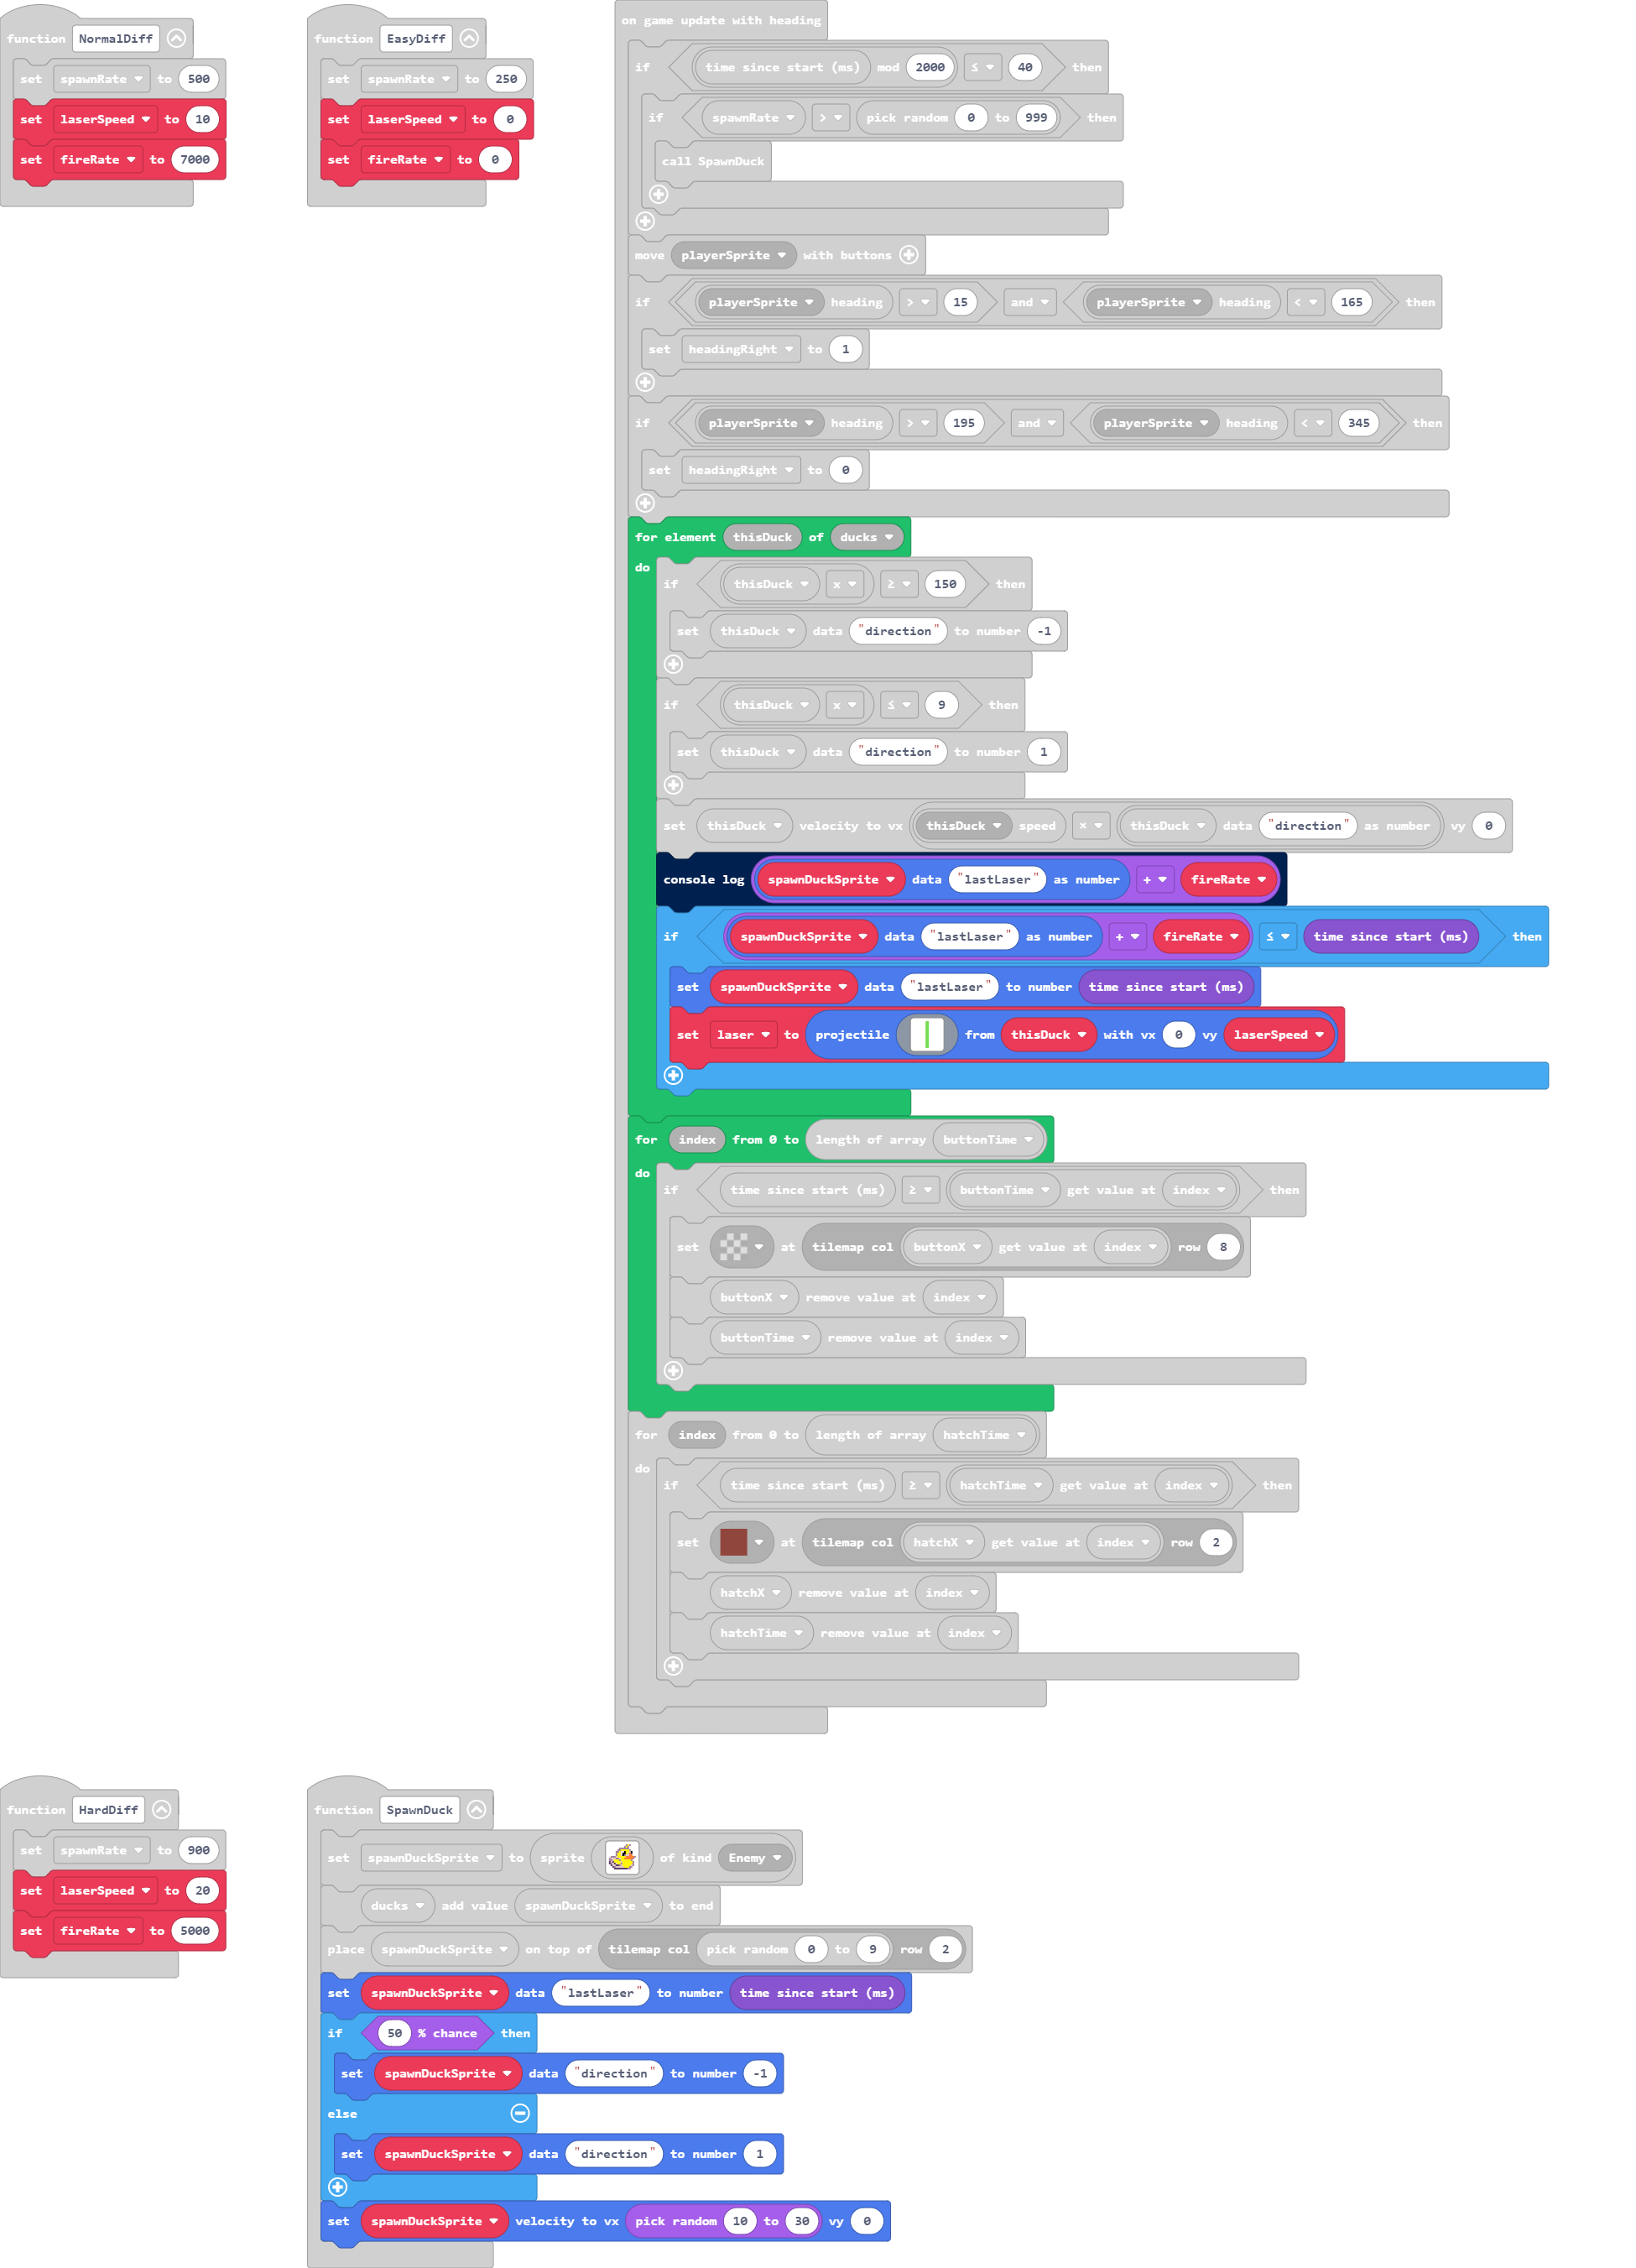 function NormalDiff
set spawnRate to 500
set laserSpeed to 10
set fireRate to 7000
function EasyDiff
set spawnRate to 250
set laserSpeed to 0
set fireRate to 0
on game update with heading
if time since start (ms) mod 2000 ≤ 40 then
if spawnRate > pick random 0 to 999 then
call SpawnDuck
move playerSprite with buttons
if playerSprite heading > 15 and playerSprite heading < 165 then
set headingRight to 1
if playerSprite heading > 195 and playerSprite heading < 345 then
set headingRight to 0
for element thisDuck of ducks
do
if thisDuck x ≥ 150 then
set thisDuck data "direction" to number -1
if thisDuck x ≤ 9 then
set thisDuck data "direction" to number 1
set thisDuck velocity to vx thisDuck speed × thisDuck data "direction" as number vy 0
console log spawnDuckSprite data "lastLaser" as number + fireRate
if spawnDuckSprite data "lastLaser" as number + fireRate ≤ time since start (ms) then
set spawnDuckSprite data "lastLaser" to number time since start (ms)
set laser to projectile from thisDuck with vx 0 vy laserSpeed
for index from 0 to length of array buttonTime
do
if time since start (ms) ≥ buttonTime get value at index then
set at tilemap col buttonX get value at index row 8
buttonX remove value at index
buttonTime remove value at index
for index from 0 to length of array hatchTime
do
if time since start (ms) ≥ hatchTime get value at index then
set at tilemap col hatchX get value at index row 2
hatchX remove value at index
hatchTime remove value at index
function HardDiff
set spawnRate to 900
set laserSpeed to 20
set fireRate to 5000
function SpawnDuck
set spawnDuckSprite to sprite of kind Enemy
ducks add value spawnDuckSprite to end
place spawnDuckSprite on top of tilemap col pick random 0 to 9 row 2
set spawnDuckSprite data "lastLaser" to number time since start (ms)
if 50 % chance then
set spawnDuckSprite data "direction" to number -1
else
set spawnDuckSprite data "direction" to number 1
set spawnDuckSprite velocity to vx pick random 10 to 30 vy 0